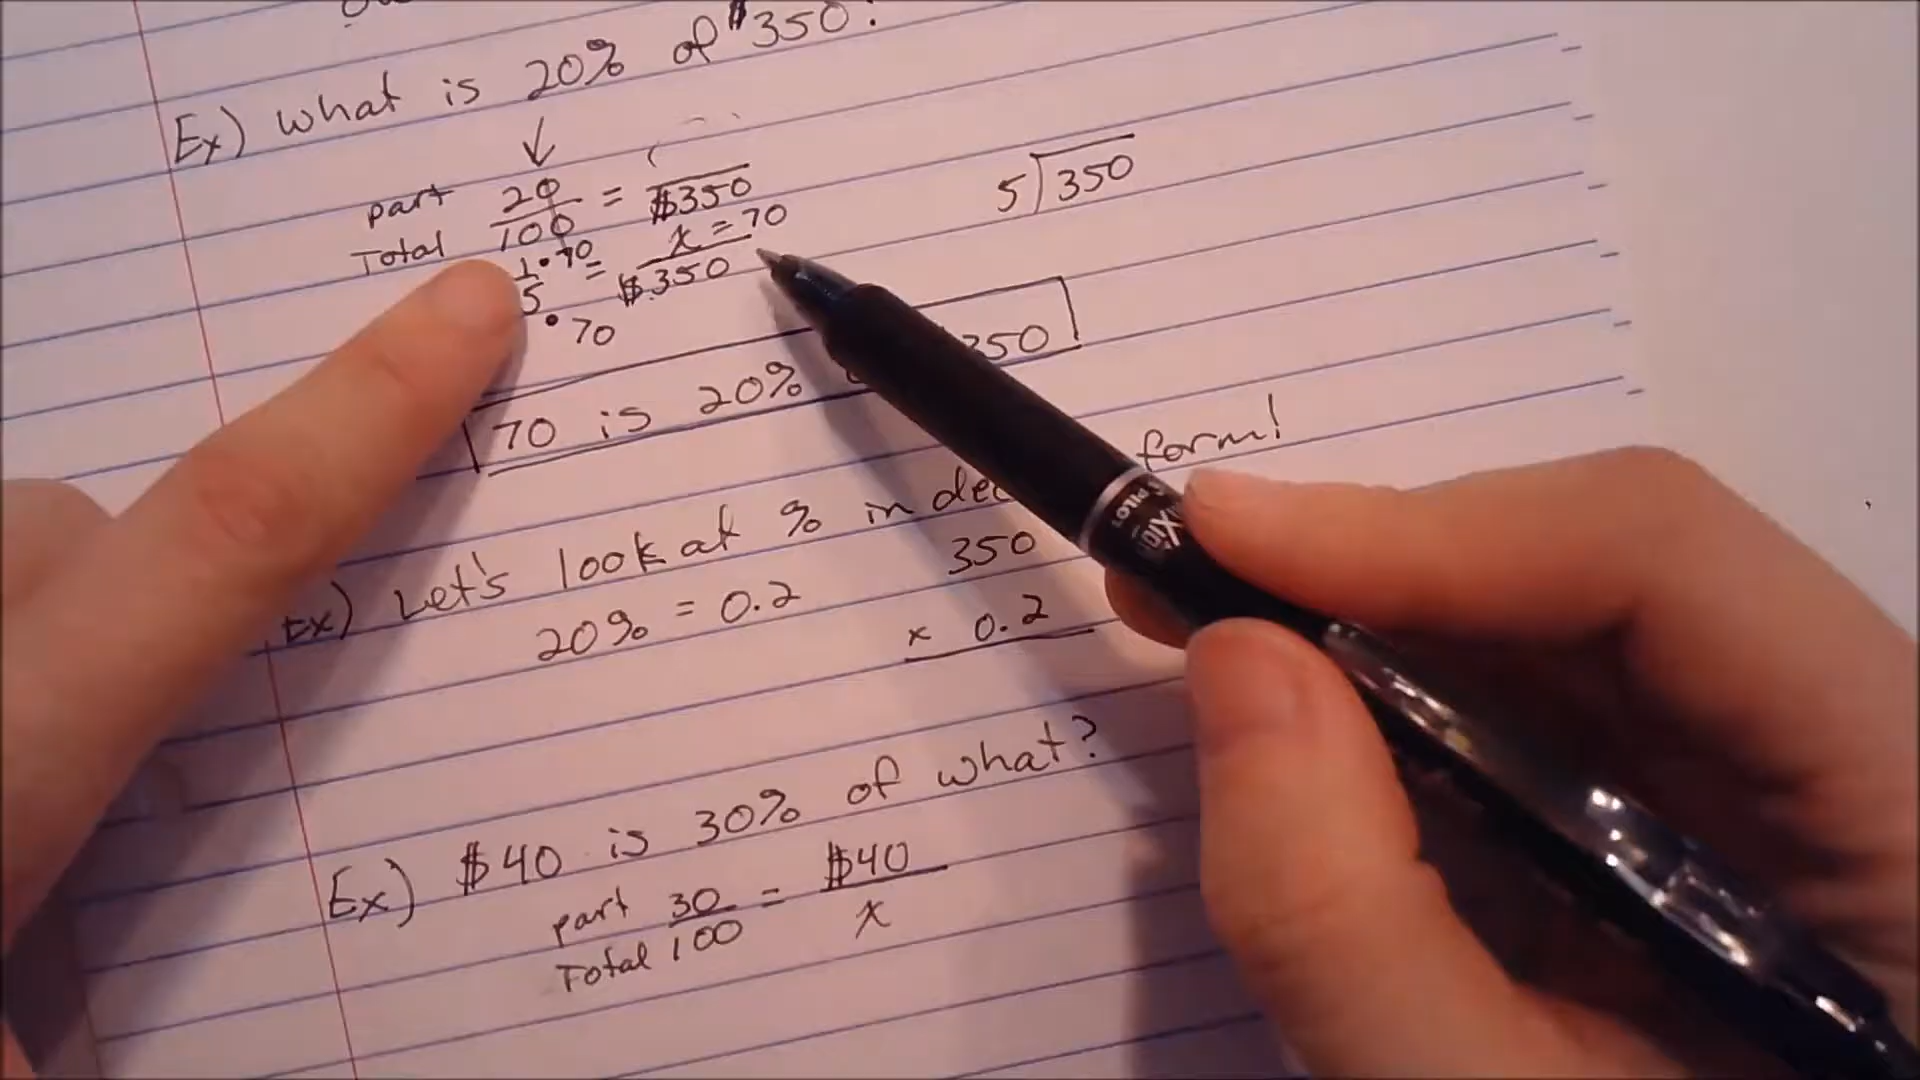 Ex) What is 20% of $350?
part 20 = $350
Total 100
1 • 70 = x = 70
5 • 70 $350
5)350
70 is 20% 350
Ex) Let's look at % in dec form!
20% = 0.2
350
x 0.2
Ex) $40 is 30% of what?
part 30 = $40
Total 100 x
PILOT